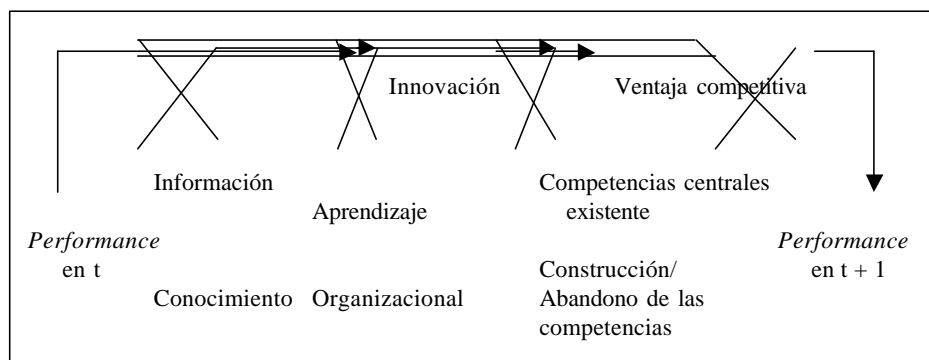 Innovación
Ventaja competitiva
Información
Competencias centrales
existente
Aprendizaje
Performance
en t
Performance
en t + 1
Conocimiento
Organizacional
Construcción/
Abandono de las
competencias